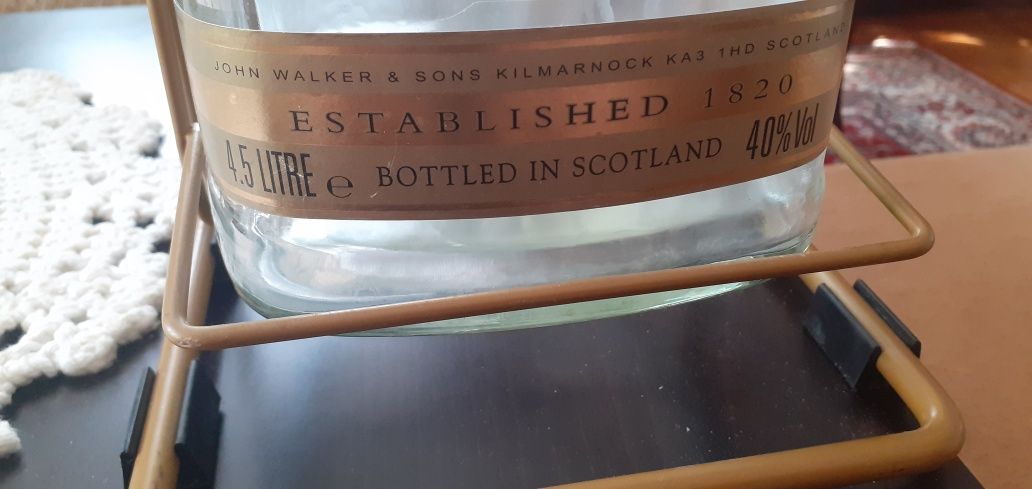 JOHN WALKER & SONS KILMARNOCK KA3 1HD SCOTLAND
ESTABLISHED 1820
4.5 LITRE ℮ BOTTLED IN SCOTLAND 40% Vol